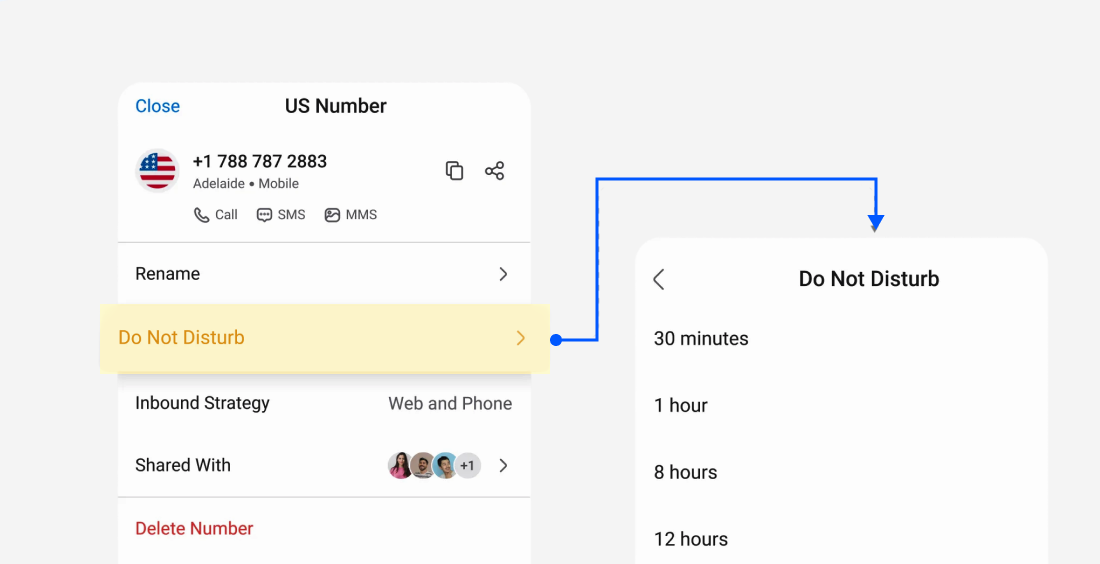 Close
US Number
+1 788 787 2883
Adelaide • Mobile
Call SMS MMS
Rename
Do Not Disturb
Inbound Strategy Web and Phone
Shared With +1
Delete Number
Do Not Disturb
30 minutes
1 hour
8 hours
12 hours